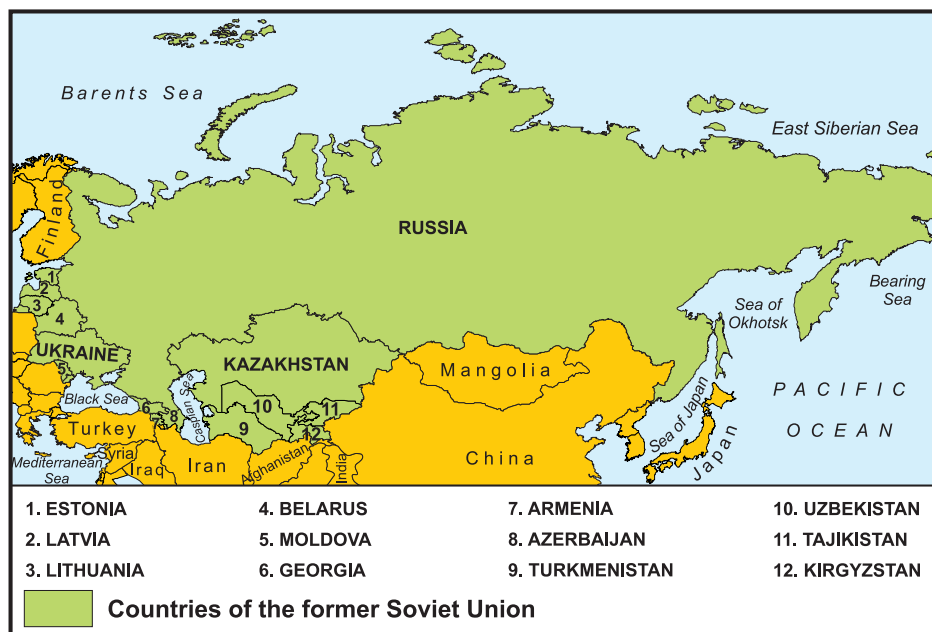 Barents Sea
East Siberian Sea
Finland
RUSSIA
Bearing
Sea
Sea of
Okhotsk
1
2
3
4
UKRAINE
5
KAZAKHSTAN
Mangolia
Black Sea
Caspian Sea
6
7
8
9
10
11
12
Sea of Japan
Japan
PACIFIC
OCEAN
Turkey
Syria
Iraq
Iran
Afghanistan
India
China
Mediterranean
Sea
1. ESTONIA
4. BELARUS
7. ARMENIA
10. UZBEKISTAN
2. LATVIA
5. MOLDOVA
8. AZERBAIJAN
11. TAJIKISTAN
3. LITHUANIA
6. GEORGIA
9. TURKMENISTAN
12. KIRGYZSTAN
Countries of the former Soviet Union